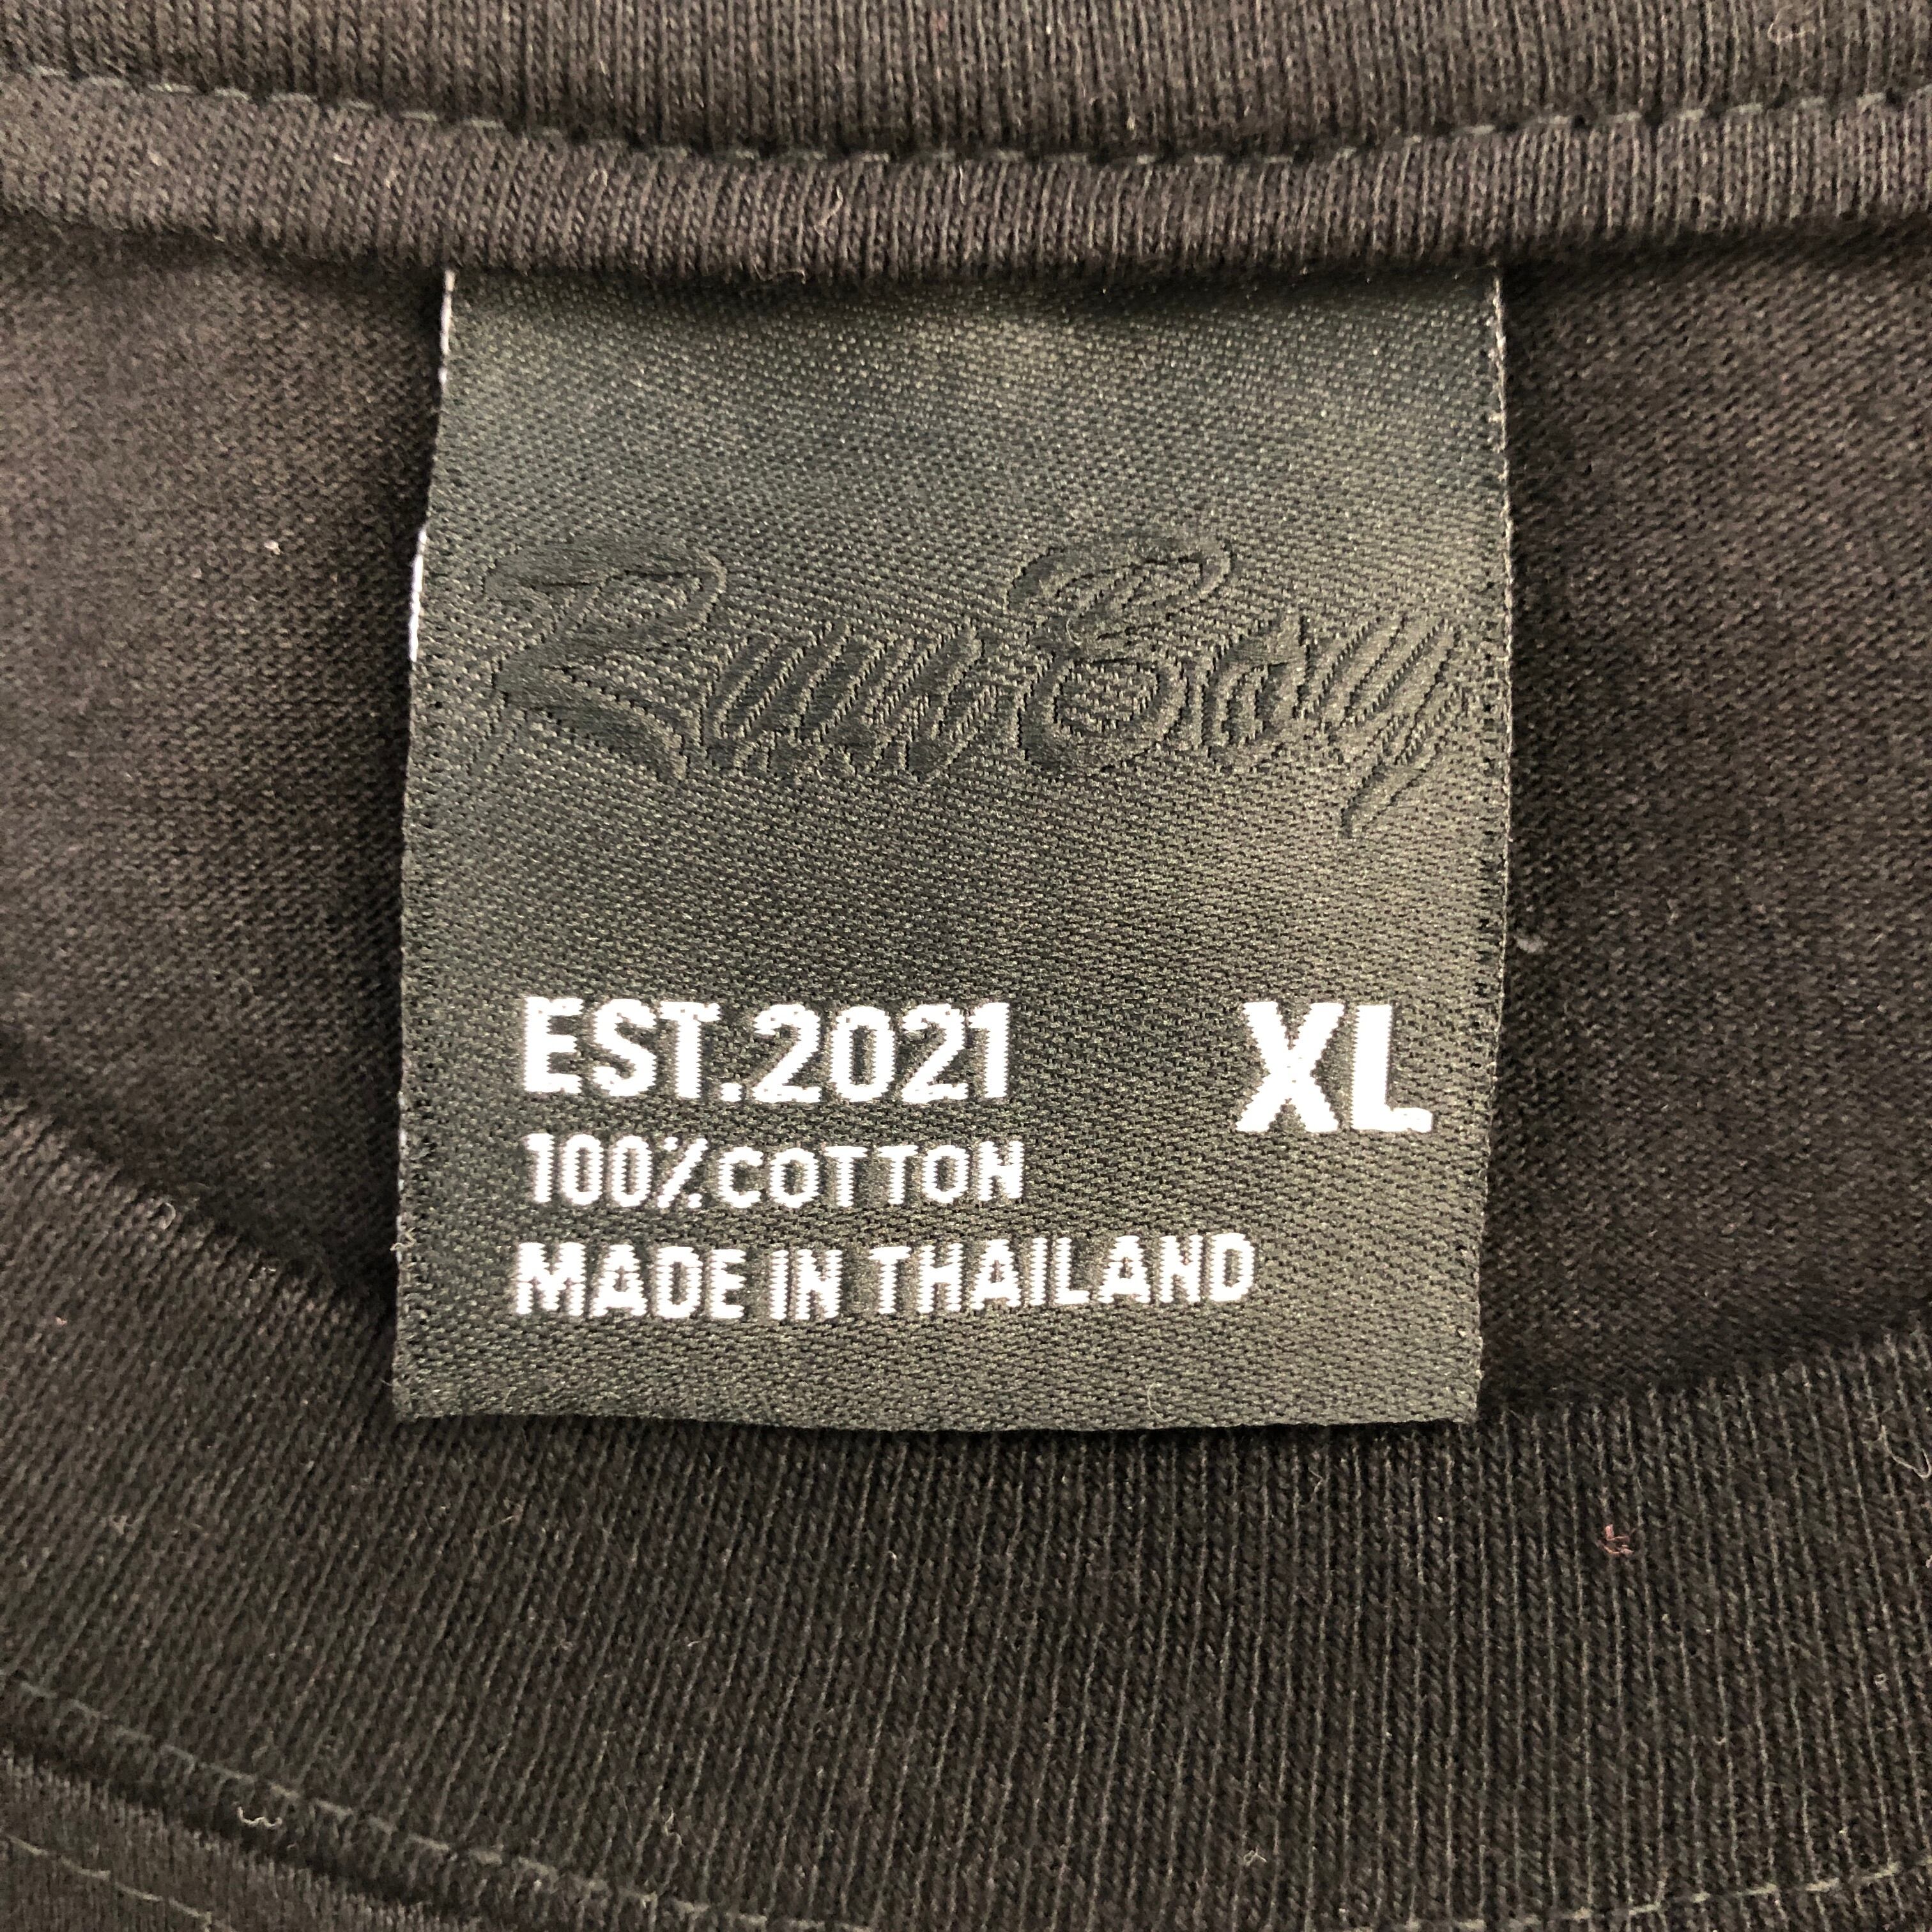 EST.2021 XL
100%COTTON
MADE IN THAILAND